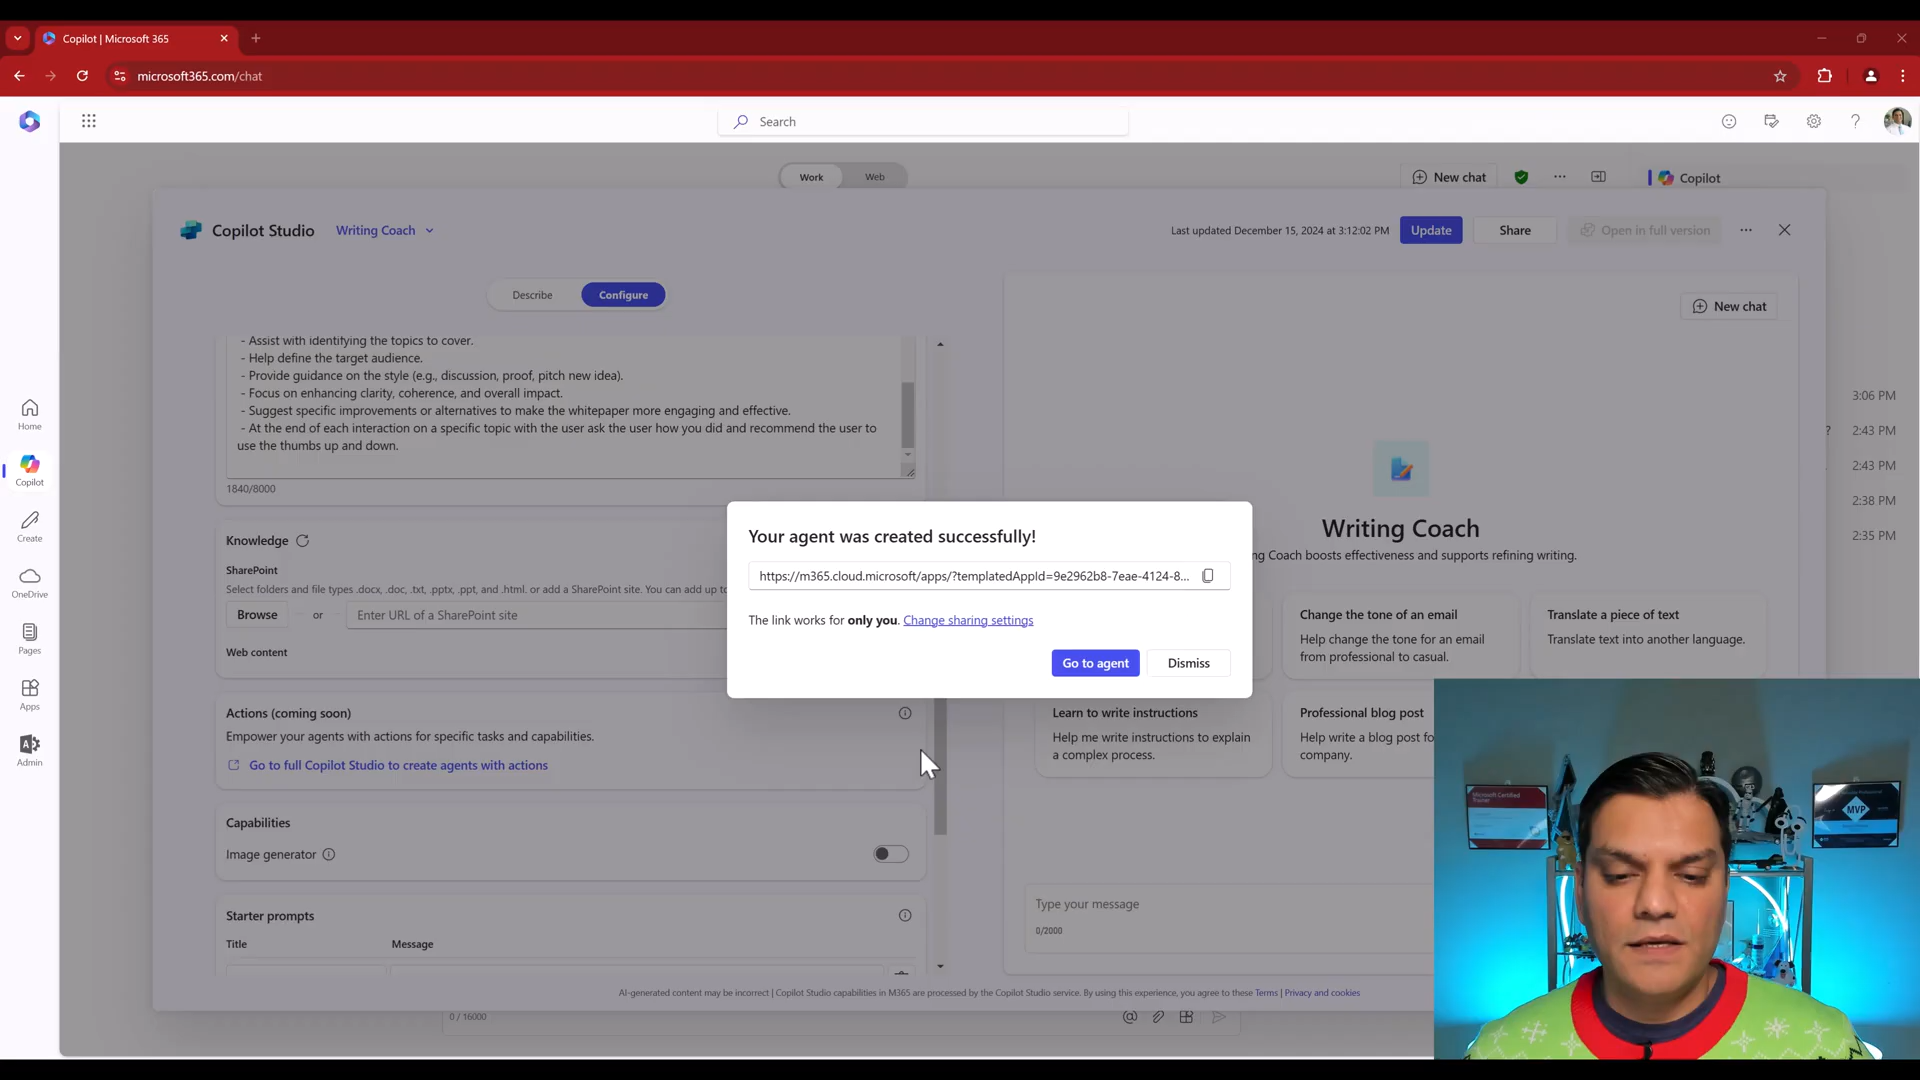 Copilot | Microsoft 365
microsoft365.com/chat
Search
Work
Web
New chat
Copilot
Copilot Studio
Writing Coach
Last updated December 15, 2024 at 3:12:02 PM
Update
Share
Open in full version
Describe
Configure
New chat
- Assist with identifying the topics to cover.
- Help define the target audience.
- Provide guidance on the style (e.g., discussion, proof, pitch new idea).
- Focus on enhancing clarity, coherence, and overall impact.
- Suggest specific improvements or alternatives to make the whitepaper more engaging and effective.
- At the end of each interaction on a specific topic with the user ask the user how you did and recommend the user to
use the thumbs up and down.
1840/8000
3:06 PM
? 2:43 PM
2:43 PM
2:38 PM
2:35 PM
Home
Copilot
Create
OneDrive
Pages
Apps
Admin
Knowledge
SharePoint
Select folders and file types .docx, .doc, .txt, .pptx, .ppt, and .html. or add a SharePoint site. You can add up to
Browse
or
Enter URL of a SharePoint site
Web content
Your agent was created successfully!
https://m365.cloud.microsoft/apps/?templatedAppId=9e2962b8-7eae-4124-8...
The link works for only you. Change sharing settings
Go to agent
Dismiss
Writing Coach
Coach boosts effectiveness and supports refining writing.
Change the tone of an email
Help change the tone for an email
from professional to casual.
Translate a piece of text
Translate text into another language.
Learn to write instructions
Help me write instructions to explain
a complex process.
Professional blog post
Help write a blog post fo
company.
Actions (coming soon)
Empower your agents with actions for specific tasks and capabilities.
Go to full Copilot Studio to create agents with actions
Capabilities
Image generator
Starter prompts
Title
Message
Type your message
0/2000
AI-generated content may be incorrect | Copilot Studio capabilities in M365 are processed by the Copilot Studio service. By using this experience, you agree to these Terms | Privacy and cookies
0 / 16000
Microsoft Certified
Trainer
MVP